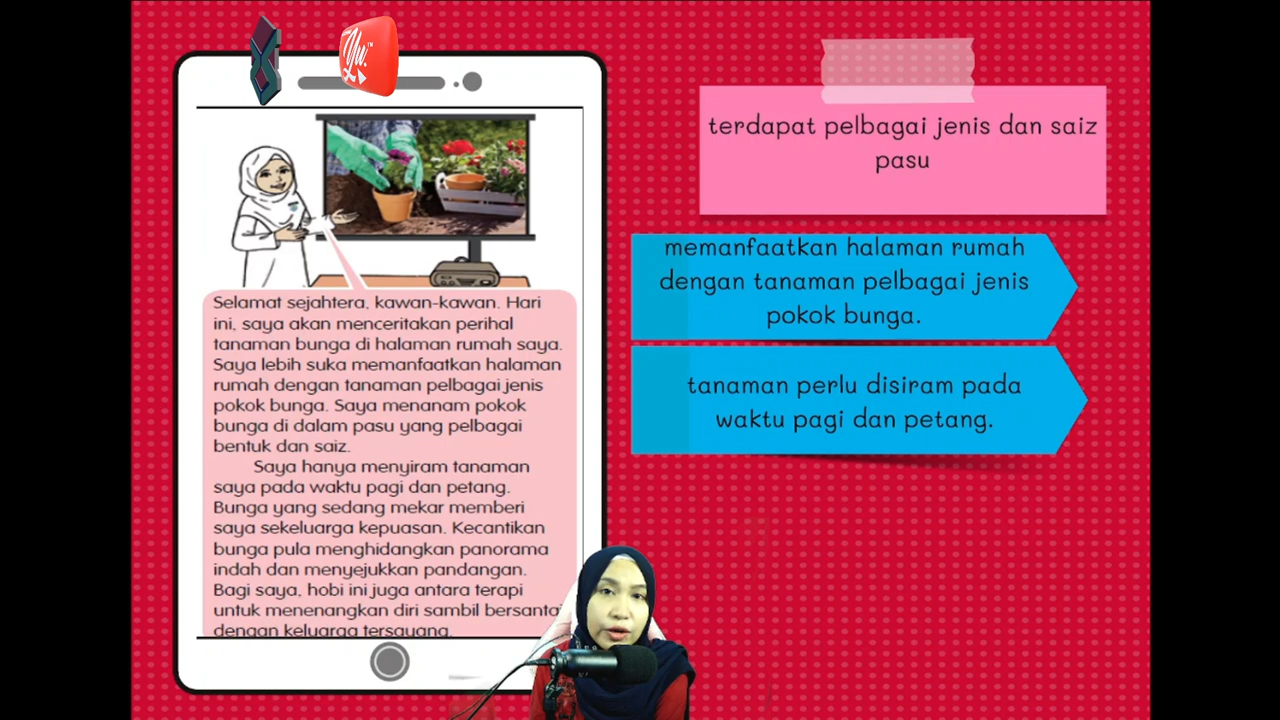 Yu.™
Selamat sejahtera, kawan-kawan. Hari
ini, saya akan menceritakan perihal
tanaman bunga di halaman rumah saya.
Saya lebih suka memanfaatkan halaman
rumah dengan tanaman pelbagai jenis
pokok bunga. Saya menanam pokok
bunga di dalam pasu yang pelbagai
bentuk dan saiz.
Saya hanya menyiram tanaman
saya pada waktu pagi dan petang.
Bunga yang sedang mekar memberi
saya sekeluarga kepuasan. Kecantikan
bunga pula menghidangkan panorama
indah dan menyejukkan pandangan.
Bagi saya, hobi ini juga antara terapi
untuk menenangkan diri sambil bersantai
dengan keluarga tersayang.
terdapat pelbagai jenis dan saiz
pasu
memanfaatkan halaman rumah
dengan tanaman pelbagai jenis
pokok bunga.
tanaman perlu disiram pada
waktu pagi dan petang.